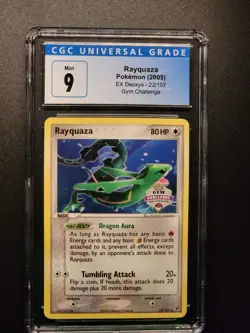 CGC UNIVERSAL GRADE
Mint
9
Rayquaza
Pokémon (2005)
EX Deoxys - 22/107
Gym Challenge
Rayquaza
80 HP
GYM
CHALLENGE
BASIC
POKé-BODY Dragon Aura
As long as Rayquaza has any basic
Energy cards and any basic Energy cards
attached to it, prevent all effects, except
damage, by an opponent's attack done to
Rayquaza.
Tumbling Attack 20+
Flip a coin. If heads, this attack does 20
damage plus 20 more damage.